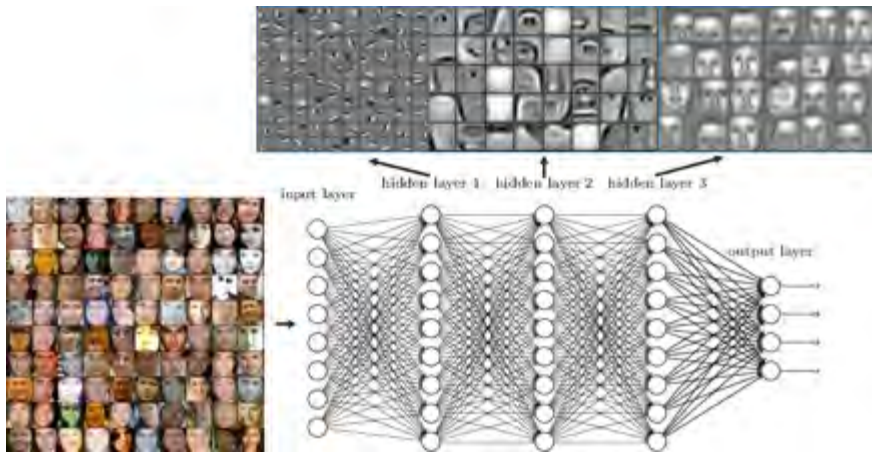 hidden layer 1 hidden layer 2 hidden layer 3
input layer
output layer